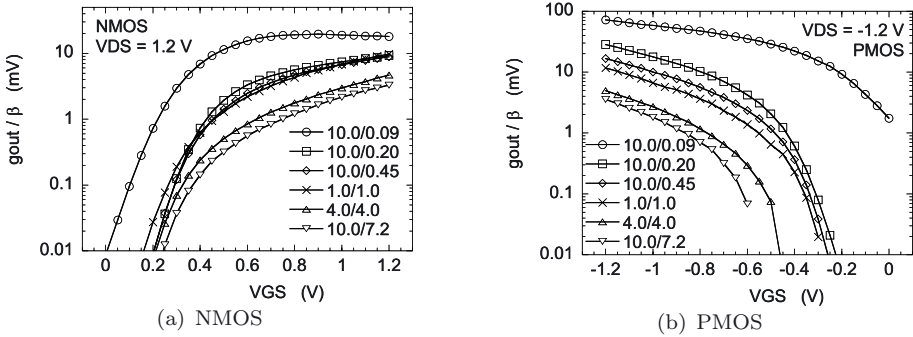 NMOS
VDS = 1.2 V
gout / β (mV)
10
1
0.1
0.01
10.0/0.09
10.0/0.20
10.0/0.45
1.0/1.0
4.0/4.0
10.0/7.2
0 0.2 0.4 0.6 0.8 1 1.2
VGS (V)
(a) NMOS
VDS = -1.2 V
PMOS
gout / β (mV)
100
10
1
0.1
0.01
10.0/0.09
10.0/0.20
10.0/0.45
1.0/1.0
4.0/4.0
10.0/7.2
-1.2 -1 -0.8 -0.6 -0.4 -0.2 0
VGS (V)
(b) PMOS